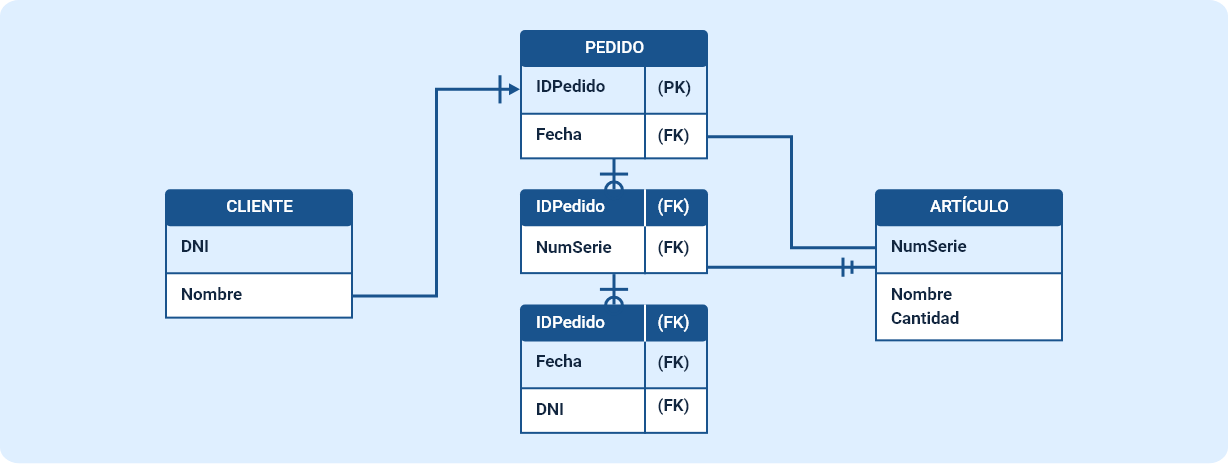 PEDIDO
IDPedido (PK)
Fecha (FK)
CLIENTE
DNI
Nombre
IDPedido (FK)
NumSerie (FK)
IDPedido (FK)
Fecha (FK)
DNI (FK)
ARTÍCULO
NumSerie
Nombre
Cantidad